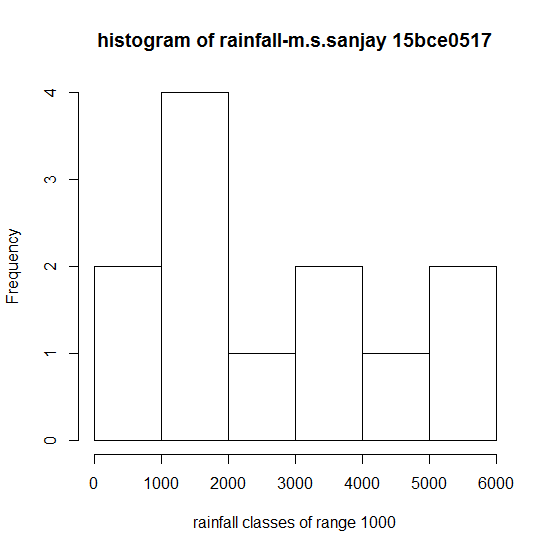 histogram of rainfall-m.s.sanjay 15bce0517
Frequency
4
3
2
1
0
0 1000 2000 3000 4000 5000 6000
rainfall classes of range 1000